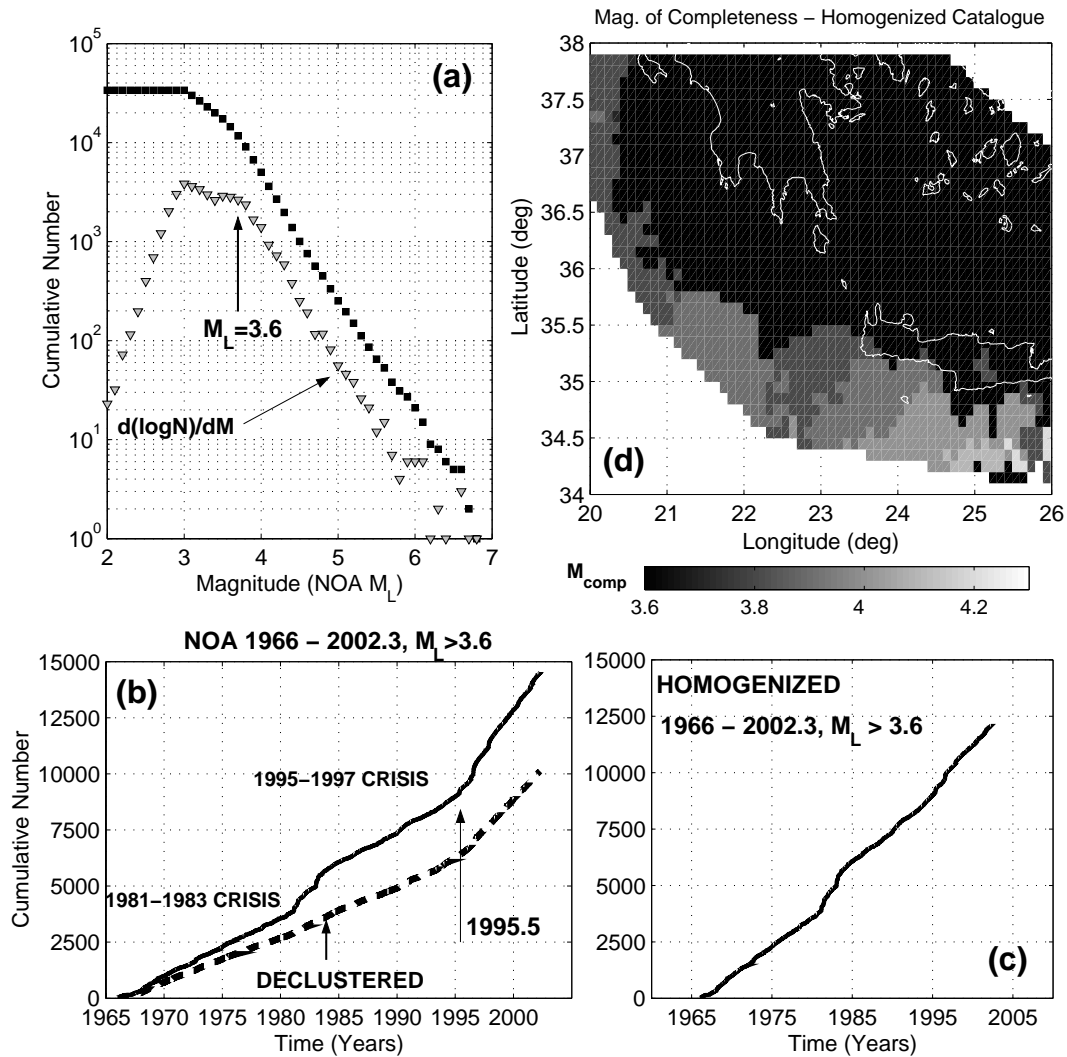 Mag. of Completeness − Homogenized Catalogue
10^5
10^4
10^3
10^2
10^1
10^0
Cumulative Number
(a)
M_L=3.6
d(logN)/dM
2 3 4 5 6 7
Magnitude (NOA M_L)
38
37.5
37
36.5
36
35.5
35
34.5
34
Latitude (deg)
(d)
20 21 22 23 24 25 26
Longitude (deg)
M_comp
3.6 3.8 4 4.2
NOA 1966 − 2002.3, M_L>3.6
15000
12500
10000
7500
5000
2500
0
Cumulative Number
(b)
1995−1997 CRISIS
1981−1983 CRISIS
1995.5
DECLUSTERED
1965 1970 1975 1980 1985 1990 1995 2000
Time (Years)
15000
12500
10000
7500
5000
2500
0
HOMOGENIZED
1966 − 2002.3, M_L > 3.6
(c)
1965 1975 1985 1995 2005
Time (Years)